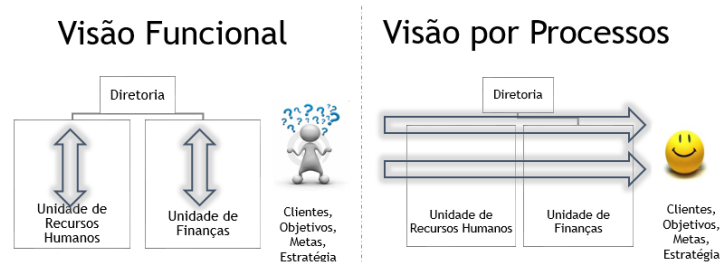 Visão Funcional
Diretoria
Unidade de
Recursos
Humanos
Unidade de
Finanças
Clientes,
Objetivos,
Metas,
Estratégia
Visão por Processos
Diretoria
Unidade de
Recursos Humanos
Unidade de
Finanças
Clientes,
Objetivos,
Metas,
Estratégia